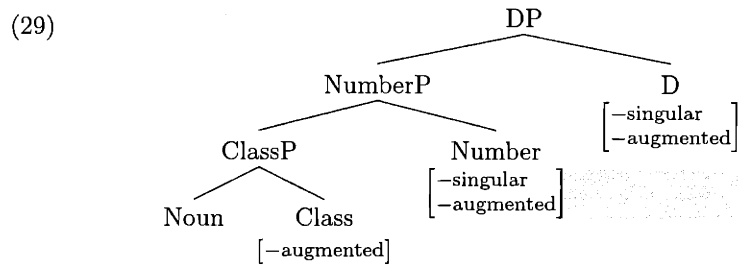 (29)
DP
NumberP D
[−singular
−augmented]
ClassP Number
[−singular
−augmented]
Noun Class
[−augmented]